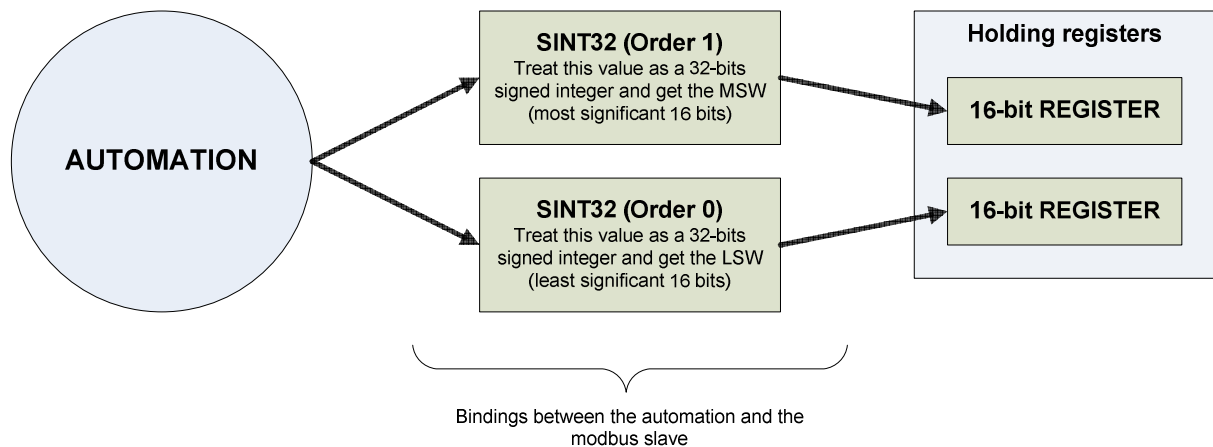 AUTOMATION
SINT32 (Order 1)
Treat this value as a 32-bits
signed integer and get the MSW
(most significant 16 bits)
SINT32 (Order 0)
Treat this value as a 32-bits
signed integer and get the LSW
(least significant 16 bits)
Holding registers
16-bit REGISTER
16-bit REGISTER
Bindings between the automation and the
modbus slave